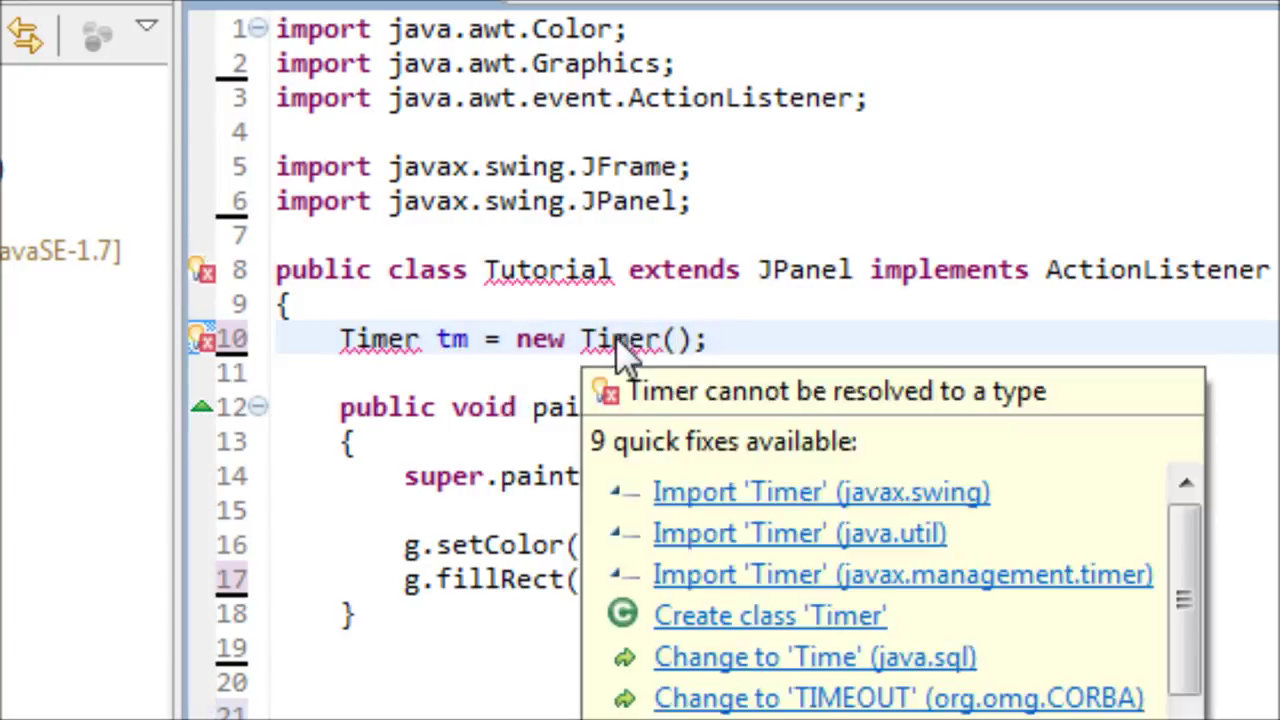 1 import java.awt.Color;
2 import java.awt.Graphics;
3 import java.awt.event.ActionListener;
4
5 import javax.swing.JFrame;
6 import javax.swing.JPanel;
7
avaSE-1.7]
8 public class Tutorial extends JPanel implements ActionListener
9 {
10 Timer tm = new Timer();
11
Timer cannot be resolved to a type
12 public void pai
13 {
9 quick fixes available:
14 super.paint
Import 'Timer' (javax.swing)
15
Import 'Timer' (java.util)
16 g.setColor(
17 g.fillRect(
Import 'Timer' (javax.management.timer)
18 }
Create class 'Timer'
19
Change to 'Time' (java.sql)
20
Change to 'TIMEOUT' (org.omg.CORBA)
21